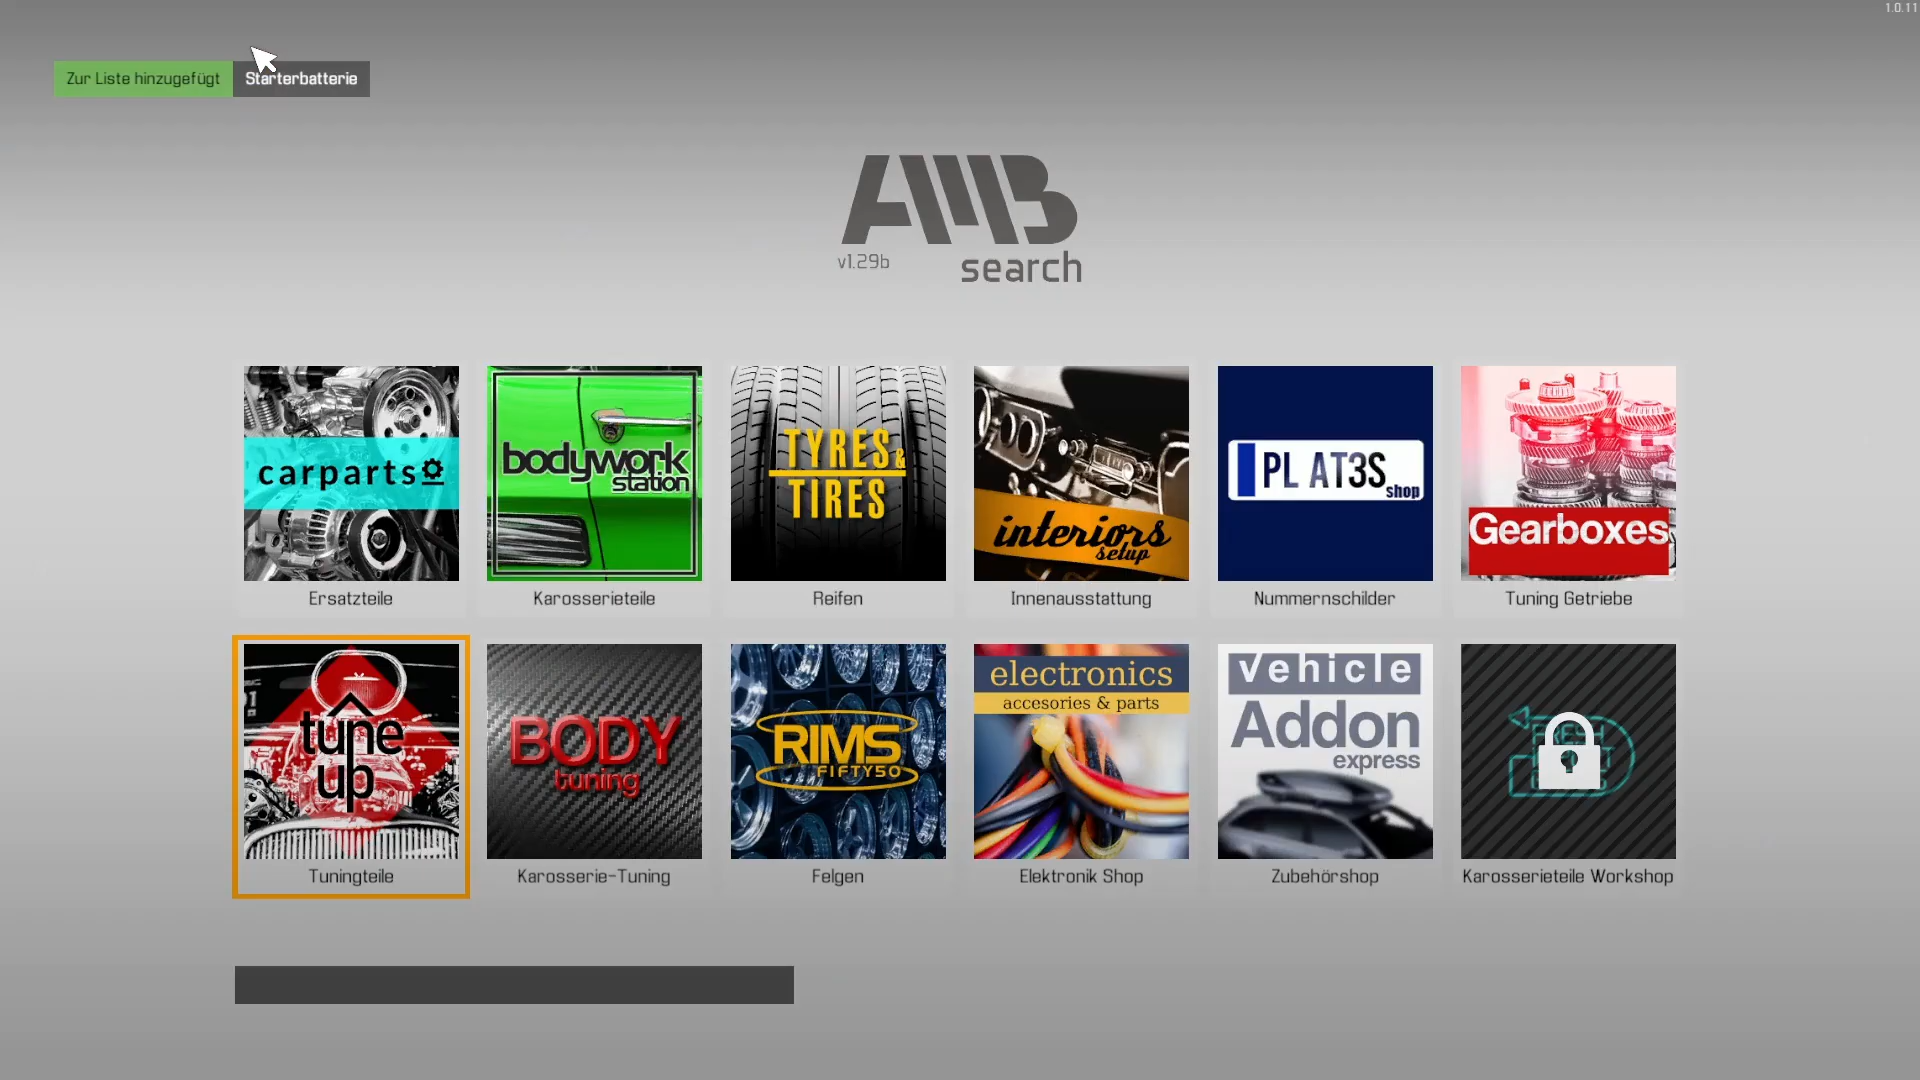 1.0.11
Zur Liste hinzugefügt Starterbatterie
AMB
v1.29b search
carparts
Ersatzteile
bodywork
station
Karosserieteile
TYRES &
TIRES
Reifen
interiors
setup
Innenausstattung
PL AT3S
shop
Nummernschilder
Gearboxes
Tuning Getriebe
tune
up
Tuningteile
BODY
tuning
Karosserie-Tuning
RIMS
FIFTY50
Felgen
electronics
accesories & parts
Elektronik Shop
vehicle
Addon
express
Zubehörshop
Karosserieteile Workshop